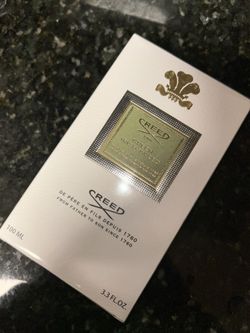 CREED
CREED
DE PÈRE EN FILS DEPUIS 1760
FROM FATHER TO SON SINCE 1760
100 ML
3.3 FL.OZ.